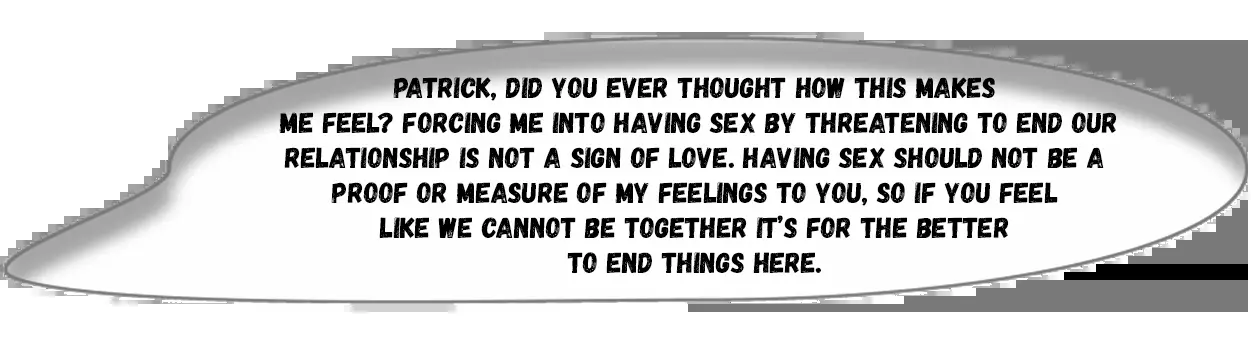 PATRICK, DID YOU EVER THOUGHT HOW THIS MAKES
ME FEEL? FORCING ME INTO HAVING SEX BY THREATENING TO END OUR
RELATIONSHIP IS NOT A SIGN OF LOVE. HAVING SEX SHOULD NOT BE A
PROOF OR MEASURE OF MY FEELINGS TO YOU, SO IF YOU FEEL
LIKE WE CANNOT BE TOGETHER IT'S FOR THE BETTER
TO END THINGS HERE.